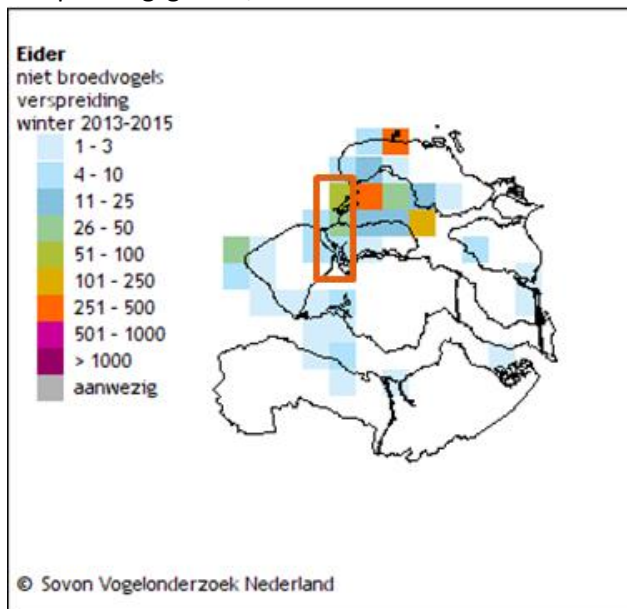 Eider
niet broedvogels
verspreiding
winter 2013-2015
1 - 3
4 - 10
11 - 25
26 - 50
51 - 100
101 - 250
251 - 500
501 - 1000
> 1000
aanwezig
© Sovon Vogelonderzoek Nederland